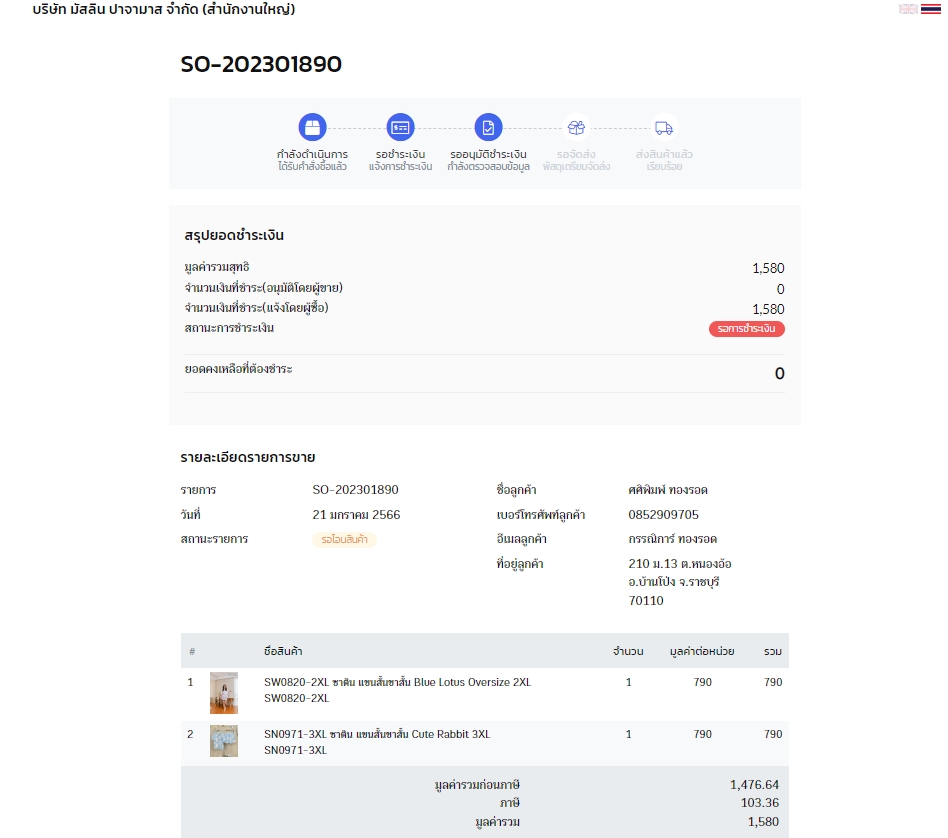 บริษัท มัสลิน ปาจามาส จำกัด (สำนักงานใหญ่)
SO-202301890
กำลังดำเนินการ รอชำระเงิน รออนุมัติชำระเงิน รอจัดส่ง ส่งสินค้าแล้ว
ได้รับคำสั่งซื้อแล้ว แจ้งการชำระเงิน กำลังตรวจสอบข้อมูล พัสดุเตรียมจัดส่ง เรียบร้อย
สรุปยอดชำระเงิน
มูลค่ารวมสุทธิ 1,580
จำนวนเงินที่ชำระ(อนุมัติโดยผู้ขาย) 0
จำนวนเงินที่ชำระ(แจ้งโดยผู้ซื้อ) 1,580
สถานะการชำระเงิน รอการชำระเงิน
ยอดคงเหลือที่ต้องชำระ 0
รายละเอียดรายการขาย
รายการ SO-202301890 ชื่อลูกค้า ศศิพิมพ์ ทองรอด
วันที่ 21 มกราคม 2566 เบอร์โทรศัพท์ลูกค้า 0852909705
สถานะรายการ รอโอนสินค้า อีเมลลูกค้า กรรณิการ์ ทองรอด
ที่อยู่ลูกค้า 210 ม.13 ต.หนองอ้อ
อ.บ้านโป่ง จ.ราชบุรี
70110
# ชื่อสินค้า จำนวน มูลค่าต่อหน่วย รวม
1 SW0820-2XL ซาติน แขนสั้นขาสั้น Blue Lotus Oversize 2XL 1 790 790
SW0820-2XL
2 SN0971-3XL ซาติน แขนสั้นขาสั้น Cute Rabbit 3XL 1 790 790
SN0971-3XL
มูลค่ารวมก่อนภาษี 1,476.64
ภาษี 103.36
มูลค่ารวม 1,580